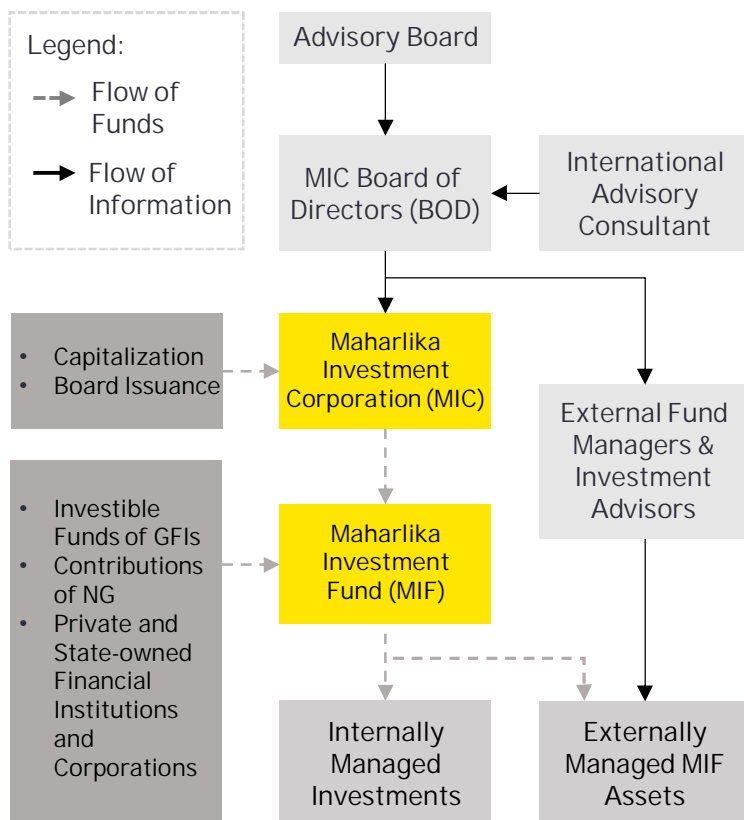 Legend:
Flow of
Funds
Flow of
Information
Advisory Board
MIC Board of
Directors (BOD)
International
Advisory
Consultant
• Capitalization
• Board Issuance
Maharlika
Investment
Corporation (MIC)
External Fund
Managers &
Investment
Advisors
• Investible
Funds of GFIs
• Contributions
of NG
• Private and
State-owned
Financial
Institutions
and
Corporations
Maharlika
Investment
Fund (MIF)
Internally
Managed
Investments
Externally
Managed MIF
Assets